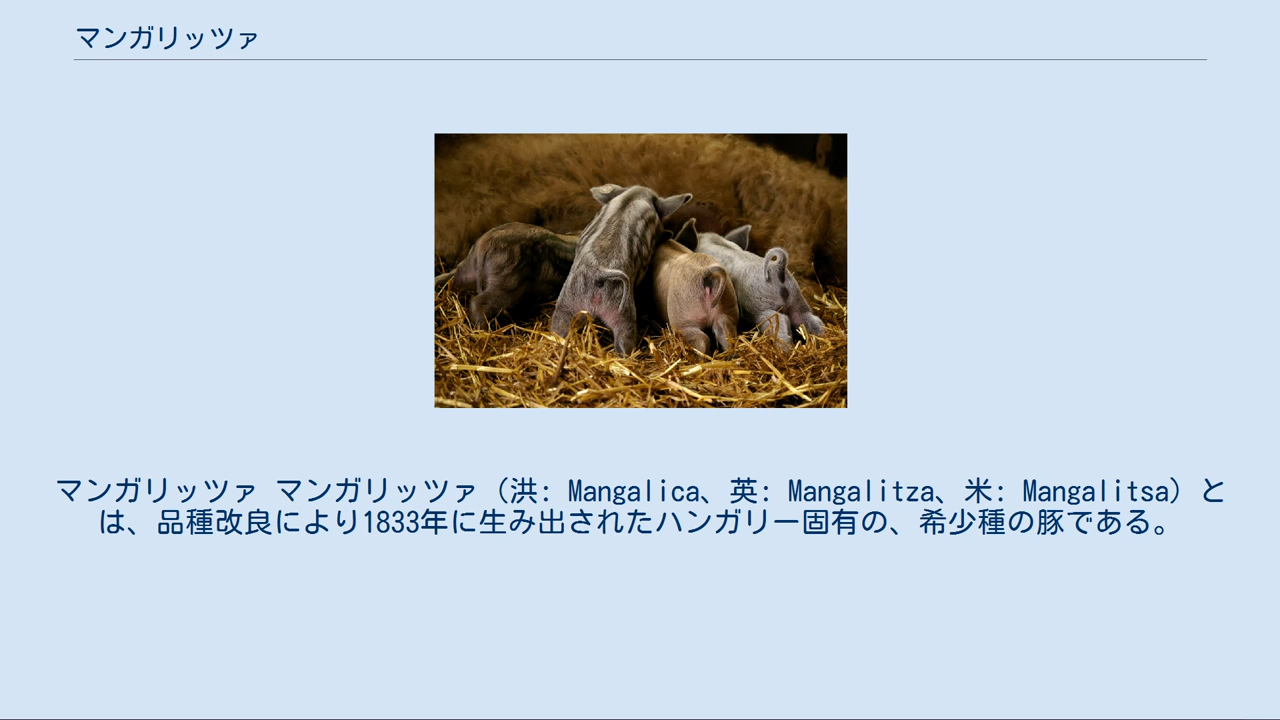 マンガリッツァ
マンガリッツァ マンガリッツァ（洪: Mangalica、英: Mangalitza、米: Mangalitsa）と
は、品種改良により1833年に生み出されたハンガリー固有の、希少種の豚である。